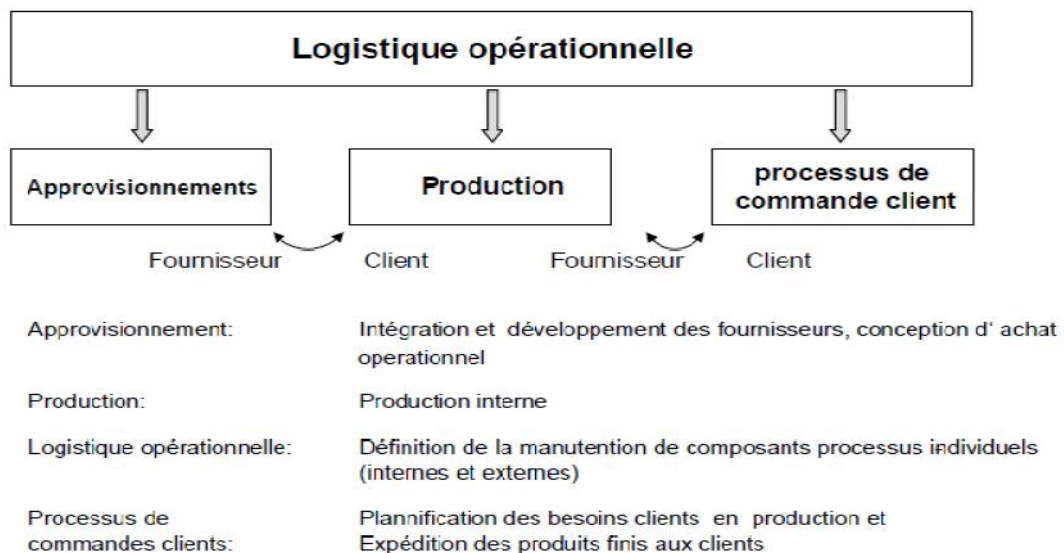 Logistique opérationnelle
Approvisionnements
Production
processus de
commande client
Fournisseur Client Fournisseur Client
Approvisionnement: Intégration et développement des fournisseurs, conception d' achat
operationnel
Production: Production interne
Logistique opérationnelle: Définition de la manutention de composants processus individuels
(internes et externes)
Processus de Plannification des besoins clients en production et
commandes clients: Expédition des produits finis aux clients